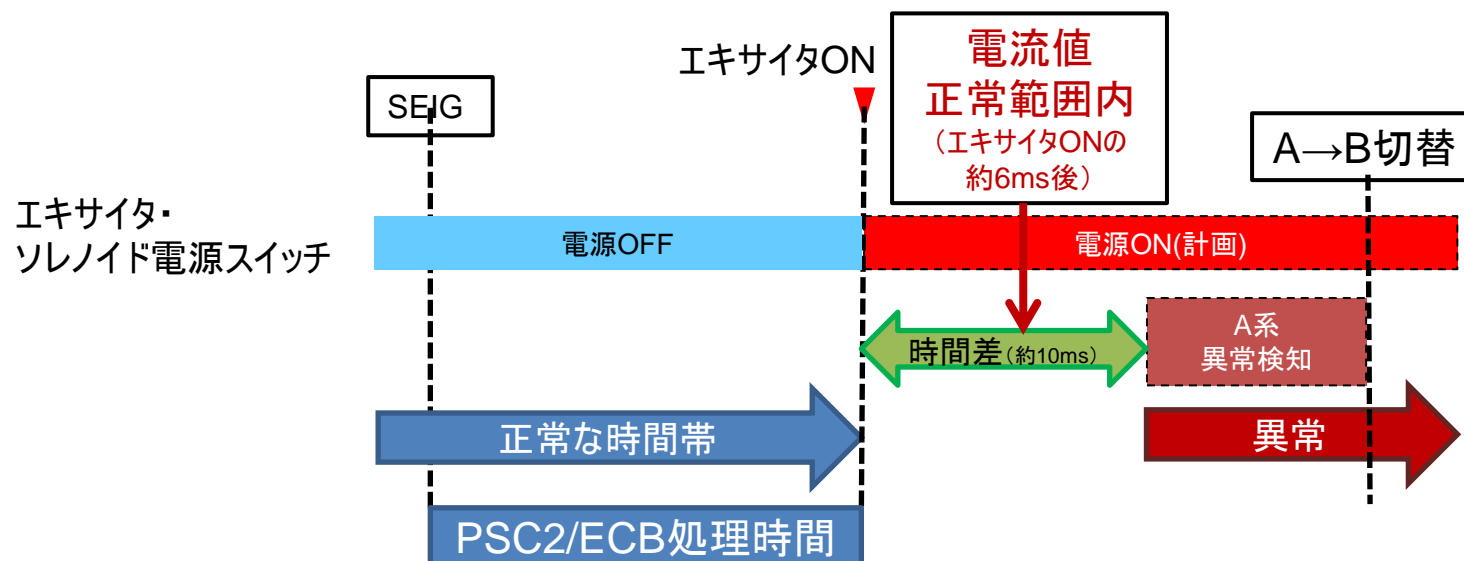 エキサイタON
電流値
正常範囲内
（エキサイタONの
約6ms後）
SEIG
A→B切替
エキサイタ・
ソレノイド電源スイッチ
電源OFF
電源ON(計画)
時間差（約10ms）
A系
異常検知
正常な時間帯
異常
PSC2/ECB処理時間